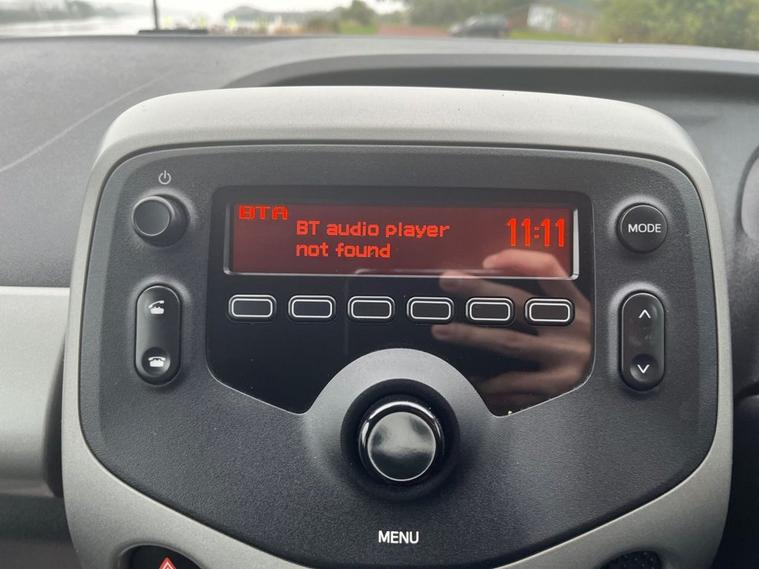 BTA
BT audio player
not found
11:11
MODE
MENU